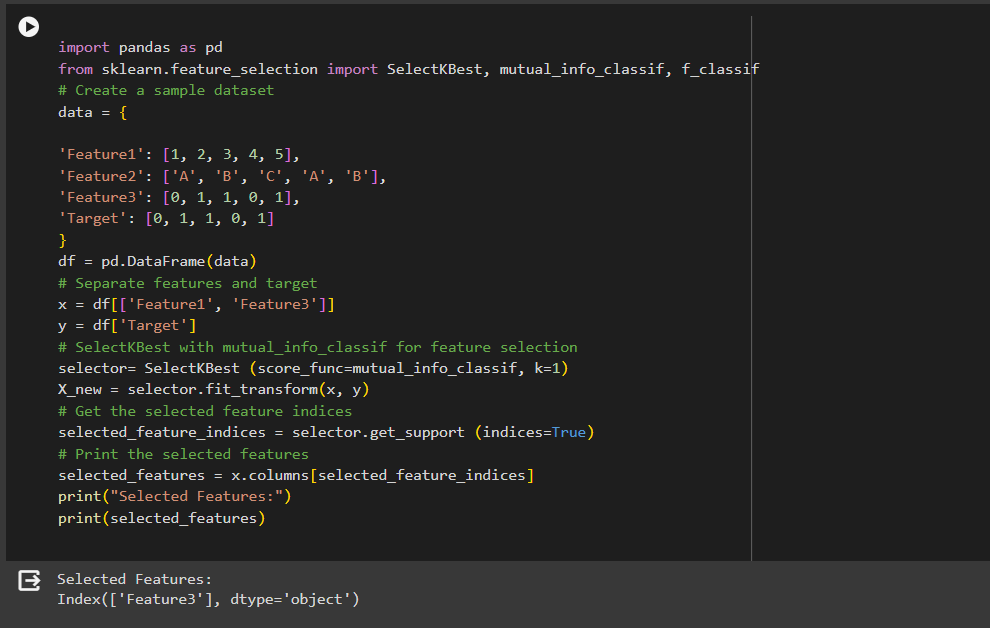 import pandas as pd
from sklearn.feature_selection import SelectKBest, mutual_info_classif, f_classif
# Create a sample dataset
data = {
'Feature1': [1, 2, 3, 4, 5],
'Feature2': ['A', 'B', 'C', 'A', 'B'],
'Feature3': [0, 1, 1, 0, 1],
'Target': [0, 1, 1, 0, 1]
}
df = pd.DataFrame(data)
# Separate features and target
x = df[['Feature1', 'Feature3']]
y = df['Target']
# SelectKBest with mutual_info_classif for feature selection
selector= SelectKBest (score_func=mutual_info_classif, k=1)
X_new = selector.fit_transform(x, y)
# Get the selected feature indices
selected_feature_indices = selector.get_support (indices=True)
# Print the selected features
selected_features = x.columns[selected_feature_indices]
print("Selected Features:")
print(selected_features)
Selected Features:
Index(['Feature3'], dtype='object')